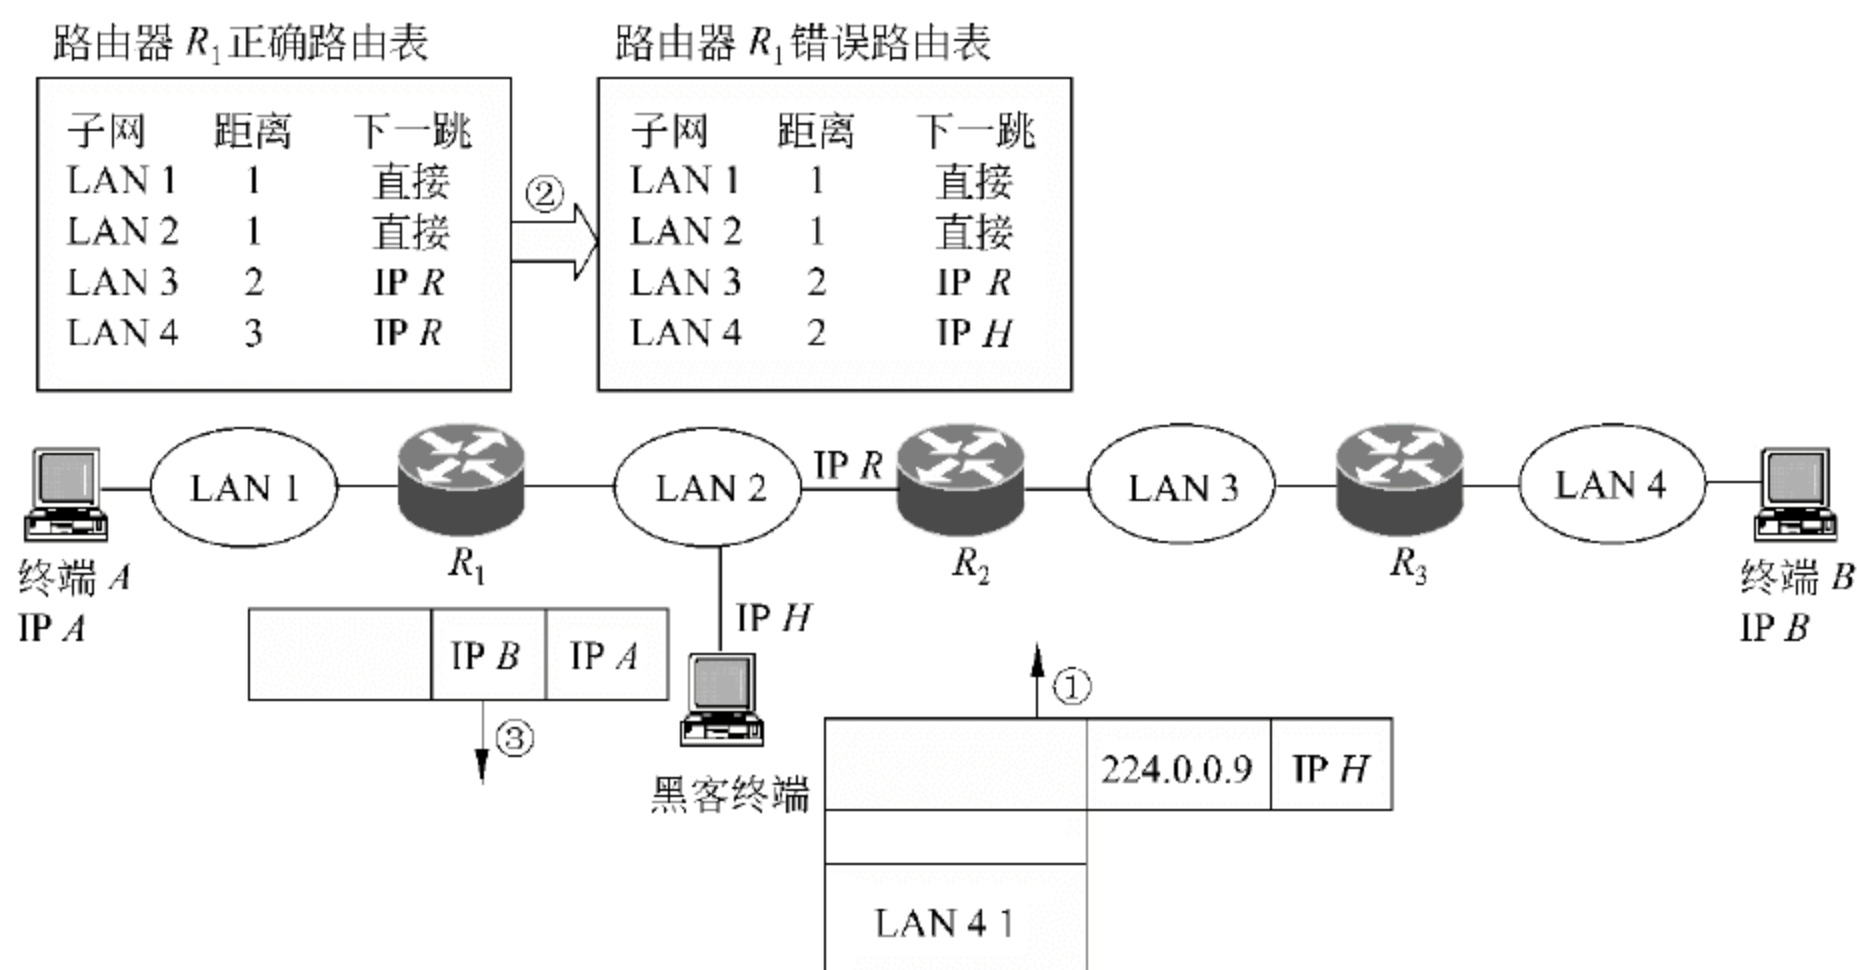 路由器 R1正确路由表
子网 距离 下一跳
LAN 1 1 直接
LAN 2 1 直接
LAN 3 2 IP R
LAN 4 3 IP R
②
路由器 R1错误路由表
子网 距离 下一跳
LAN 1 1 直接
LAN 2 1 直接
LAN 3 2 IP R
LAN 4 2 IP H
LAN 1
LAN 2
IP R
LAN 3
LAN 4
R1
R2
R3
终端 A
IP A
终端 B
IP B
IP H
IP B IP A
③
黑客终端
①
224.0.0.9 IP H
LAN 4 1